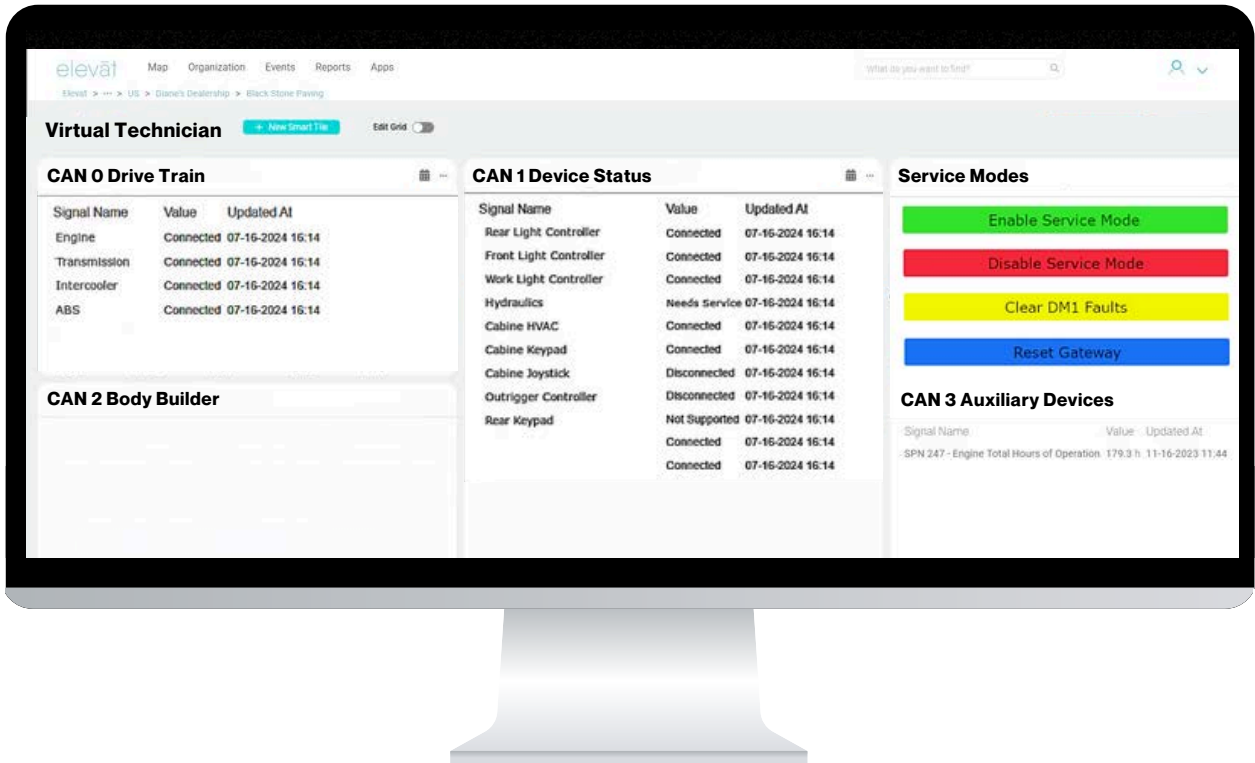 elevāt Map Organization Events Reports Apps What do you want to find?
Elevat > ... > US > Diane's Dealership > Black Stone Paving
Virtual Technician + New Smart Tile Edit Grid
CAN 0 Drive Train
Signal Name Value Updated At
Engine Connected 07-16-2024 16:14
Transmission Connected 07-16-2024 16:14
Intercooler Connected 07-16-2024 16:14
ABS Connected 07-16-2024 16:14
CAN 2 Body Builder
CAN 1 Device Status
Signal Name Value Updated At
Rear Light Controller Connected 07-16-2024 16:14
Front Light Controller Connected 07-16-2024 16:14
Work Light Controller Connected 07-16-2024 16:14
Hydraulics Needs Service 07-16-2024 16:14
Cabine HVAC Connected 07-16-2024 16:14
Cabine Keypad Connected 07-16-2024 16:14
Cabine Joystick Disconnected 07-16-2024 16:14
Outrigger Controller Disconnected 07-16-2024 16:14
Rear Keypad Not Supported 07-16-2024 16:14
Connected 07-16-2024 16:14
Connected 07-16-2024 16:14
Service Modes
Enable Service Mode
Disable Service Mode
Clear DM1 Faults
Reset Gateway
CAN 3 Auxiliary Devices
Signal Name Value Updated At
SPN 247 - Engine Total Hours of Operation 179.3 h 11-16-2023 11:44